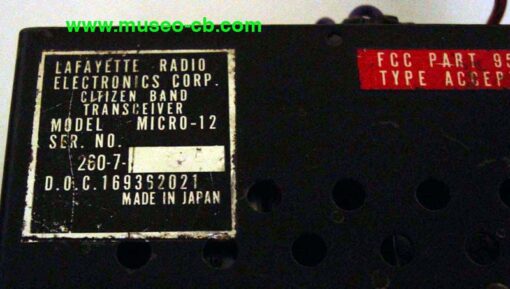 www.museo-cb.com
LAFAYETTE RADIO
ELECTRONICS CORP.
CITIZEN BAND
TRANSCEIVER
MODEL MICRO-12
SER. NO.
260-7-
D.O.C.169362021
MADE IN JAPAN
FCC PART 95
TYPE ACCEP